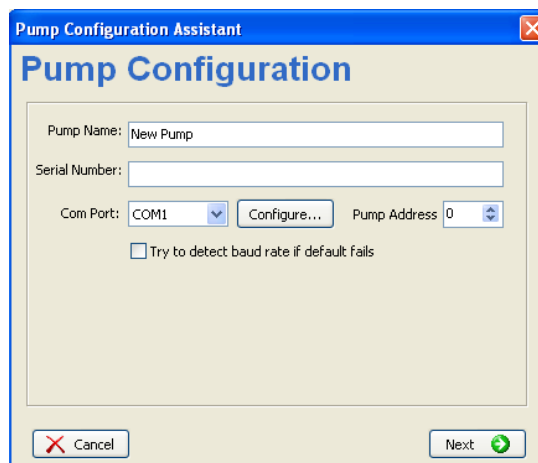 Pump Configuration Assistant
Pump Configuration
Pump Name: New Pump
Serial Number:
Com Port: COM1 Configure... Pump Address 0
Try to detect baud rate if default fails
Cancel Next